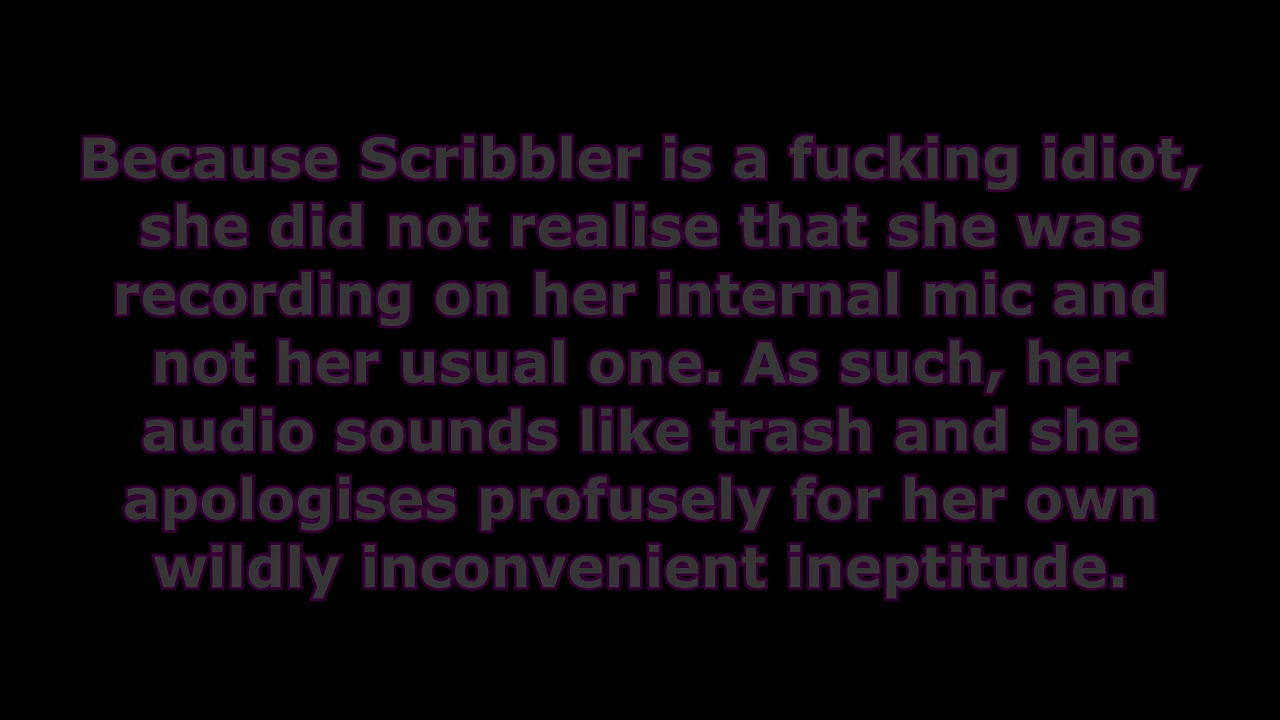 Because Scribbler is a fucking idiot,
she did not realise that she was
recording on her internal mic and
not her usual one. As such, her
audio sounds like trash and she
apologises profusely for her own
wildly inconvenient ineptitude.